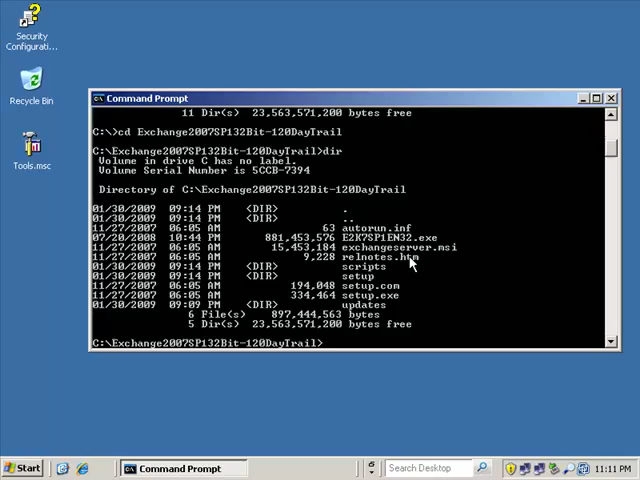 Security
Configurati...
Recycle Bin
Tools.msc
Command Prompt
11 Dir(s)  23,563,571,200 bytes free
C:\>cd Exchange2007SP132Bit-120DayTrail
C:\Exchange2007SP132Bit-120DayTrail>dir
Volume in drive C has no label.
Volume Serial Number is 5CCB-7394
Directory of C:\Exchange2007SP132Bit-120DayTrail
01/30/2009  09:14 PM    <DIR>          .
01/30/2009  09:14 PM    <DIR>          ..
11/27/2007  06:05 AM                63 autorun.inf
07/20/2008  10:44 PM       881,453,576 E2K7SP1EN32.exe
11/27/2007  06:05 AM        15,453,184 exchangeserver.msi
11/27/2007  06:05 AM             9,228 relnotes.htm
01/30/2009  09:14 PM    <DIR>          scripts
01/30/2009  09:14 PM    <DIR>          setup
11/27/2007  06:05 AM           194,048 setup.com
11/27/2007  06:05 AM           334,464 setup.exe
01/30/2009  09:09 PM    <DIR>          updates
6 File(s)    897,444,563 bytes
5 Dir(s)  23,563,571,200 bytes free
C:\Exchange2007SP132Bit-120DayTrail>
Start
Command Prompt
Search Desktop
11:11 PM